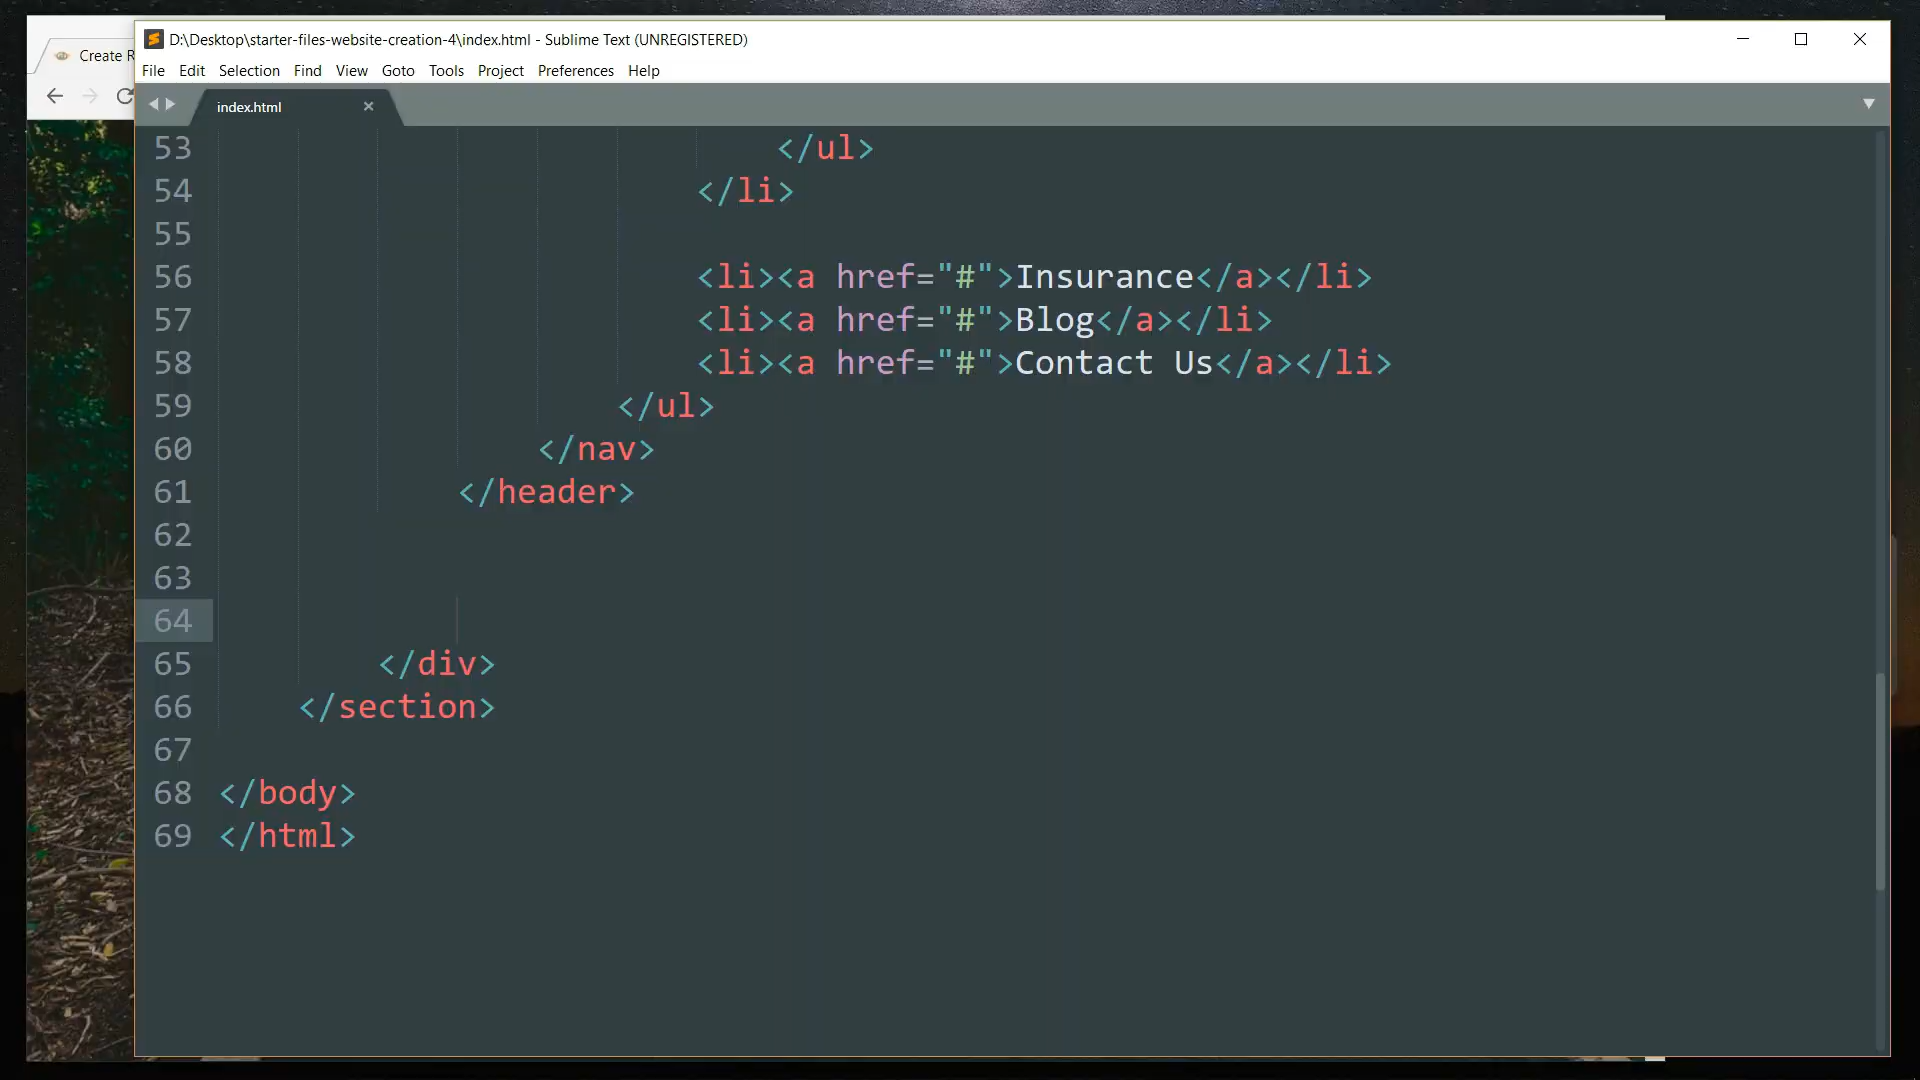 Create R
D:\Desktop\starter-files-website-creation-4\index.html - Sublime Text (UNREGISTERED)
File Edit Selection Find View Goto Tools Project Preferences Help
index.html
53 </ul>
54 </li>
55
56 <li><a href="#">Insurance</a></li>
57 <li><a href="#">Blog</a></li>
58 <li><a href="#">Contact Us</a></li>
59 </ul>
60 </nav>
61 </header>
62
63
64
65 </div>
66 </section>
67
68 </body>
69 </html>